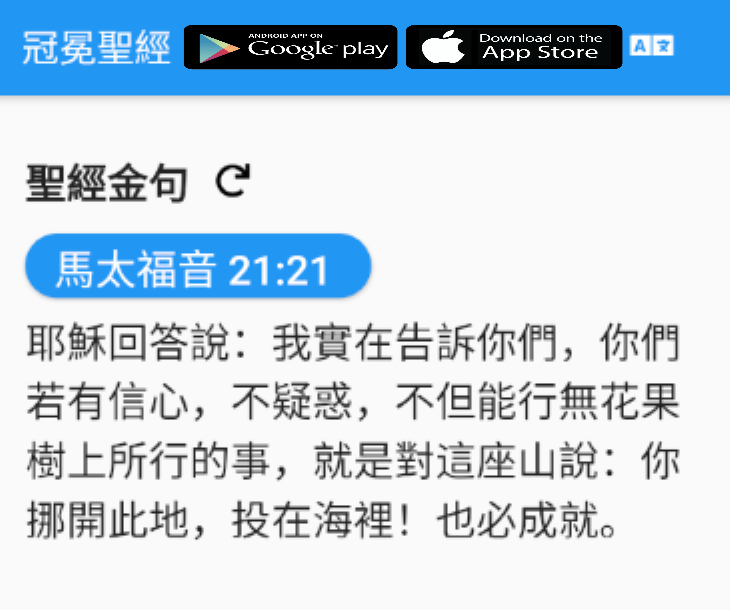 冠冕聖經
ANDROID APP ON
Google play
Download on the
App Store
A 文
聖經金句
馬太福音 21:21
耶穌回答說：我實在告訴你們，你們
若有信心，不疑惑，不但能行無花果
樹上所行的事，就是對這座山說：你
挪開此地，投在海裡！也必成就。